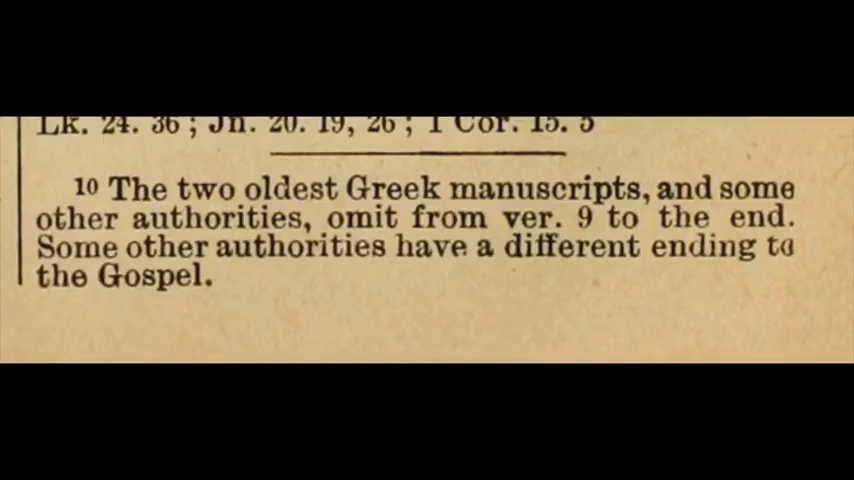 Lk. 24. 36 ; Jn. 20. 19, 26 ; 1 Cor. 15. 5
10 The two oldest Greek manuscripts, and some
other authorities, omit from ver. 9 to the end.
Some other authorities have a different ending to
the Gospel.